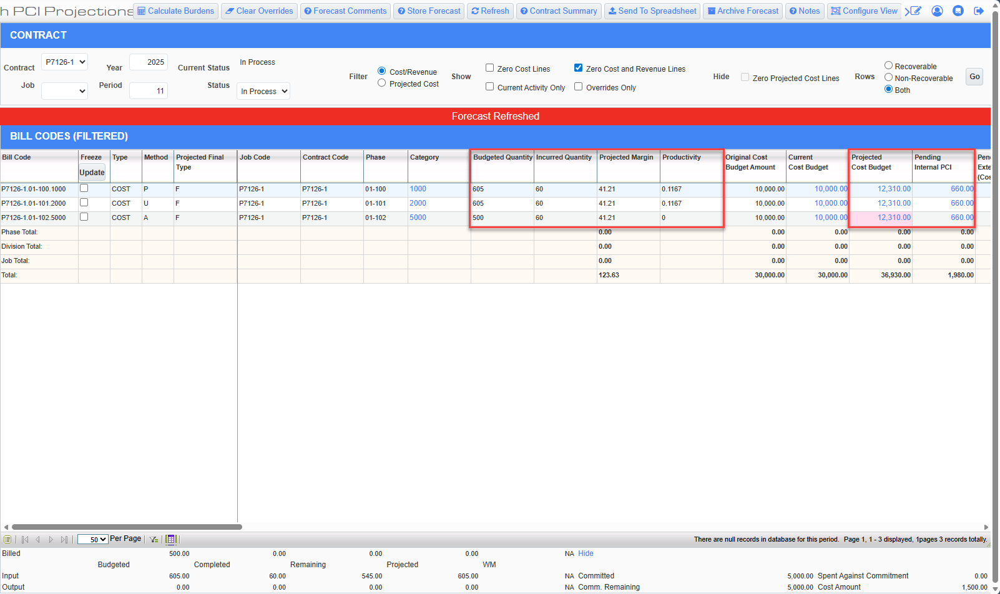 h PCI Projections Calculate Burdens Clear Overrides Forecast Comments Store Forecast Refresh Contract Summary Send To Spreadsheet Archive Forecast Notes Configure View
CONTRACT
Contract P7126-1 Year 2025 Current Status In Process
Job Period 11 Status In Process
Filter Cost/Revenue Projected Cost
Show Zero Cost Lines Zero Cost and Revenue Lines
Current Activity Only Overrides Only
Hide Zero Projected Cost Lines
Rows Recoverable Non-Recoverable Both Go
Forecast Refreshed
BILL CODES (FILTERED)
Bill Code Freeze Type Method Projected Final Type Job Code Contract Code Phase Category Budgeted Quantity Incurred Quantity Projected Margin Productivity Original Cost Budget Amount Current Cost Budget Projected Cost Budget Pending Internal PCI Pen Exte (Cos
Update
P7126-1.01-100.1000 COST P F P7126-1 P7126-1 01-100 1000 605 60 41.21 0.1167 10,000.00 10,000.00 12,310.00 660.00
P7126-1.01-101.2000 COST U F P7126-1 P7126-1 01-101 2000 605 60 41.21 0.1167 10,000.00 10,000.00 12,310.00 660.00
P7126-1.01-102.5000 COST A F P7126-1 P7126-1 01-102 5000 500 60 41.21 0 10,000.00 10,000.00 12,310.00 660.00
Phase Total: 0.00 0.00 0.00 0.00 0.00
Division Total: 0.00 0.00 0.00 0.00 0.00
Job Total: 0.00 0.00 0.00 0.00 0.00
Total: 123.63 30,000.00 30,000.00 36,930.00 1,980.00
50 Per Page There are null records in database for this period. Page 1, 1 - 3 displayed, 1pages 3 records totally.
Billed 500.00 0.00 0.00 0.00 NA Hide
Budgeted Completed Remaining Projected WM
Input 605.00 60.00 545.00 605.00 NA Committed 5,000.00 Spent Against Commitment 0.00
Output 0.00 0.00 0.00 0.00 NA Comm. Remaining 5,000.00 Cost Amount 1,500.00